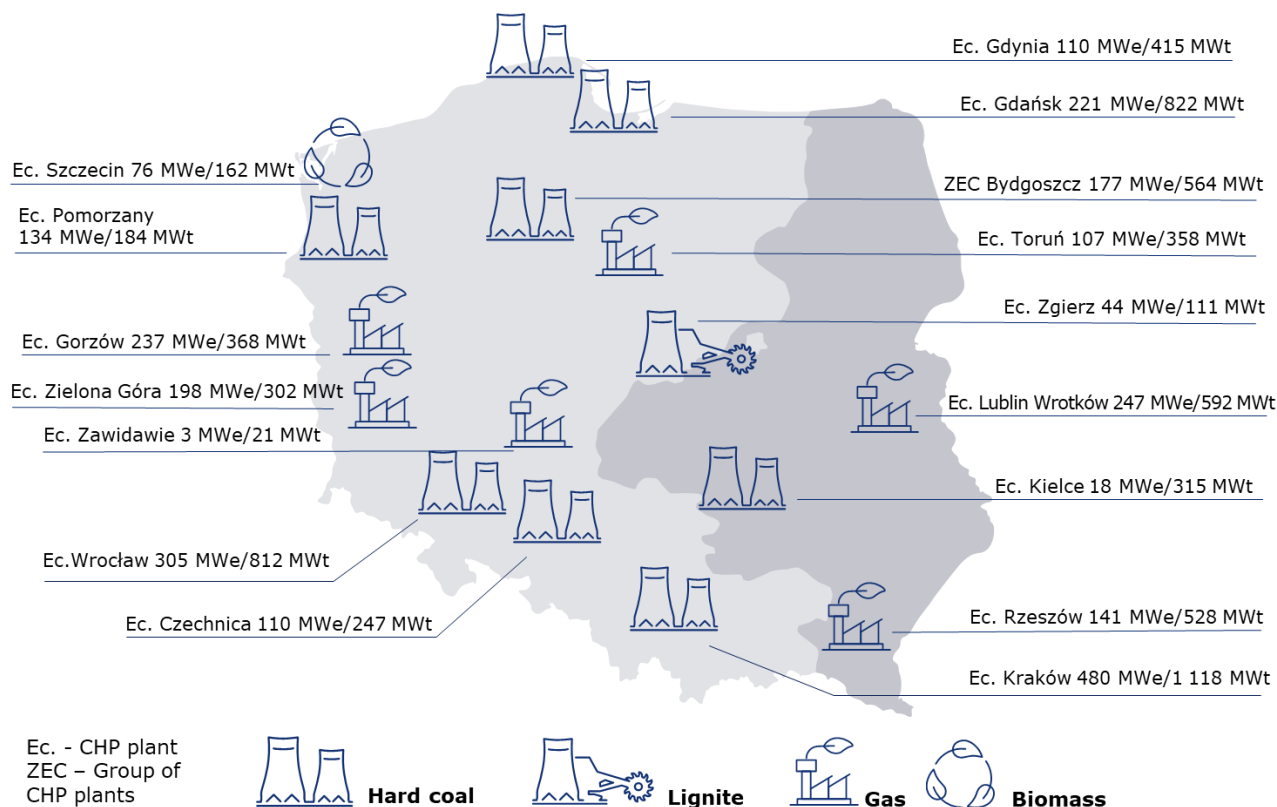 Ec. Gdynia 110 MWe/415 MWt
Ec. Gdańsk 221 MWe/822 MWt
Ec. Szczecin 76 MWe/162 MWt
ZEC Bydgoszcz 177 MWe/564 MWt
Ec. Pomorzany
134 MWe/184 MWt
Ec. Toruń 107 MWe/358 MWt
Ec. Zgierz 44 MWe/111 MWt
Ec. Gorzów 237 MWe/368 MWt
Ec. Zielona Góra 198 MWe/302 MWt
Ec. Lublin Wrotków 247 MWe/592 MWt
Ec. Zawidawie 3 MWe/21 MWt
Ec. Kielce 18 MWe/315 MWt
Ec.Wrocław 305 MWe/812 MWt
Ec. Czechnica 110 MWe/247 MWt
Ec. Rzeszów 141 MWe/528 MWt
Ec. Kraków 480 MWe/1 118 MWt
Ec. - CHP plant
ZEC – Group of
CHP plants
Hard coal
Lignite
Gas
Biomass